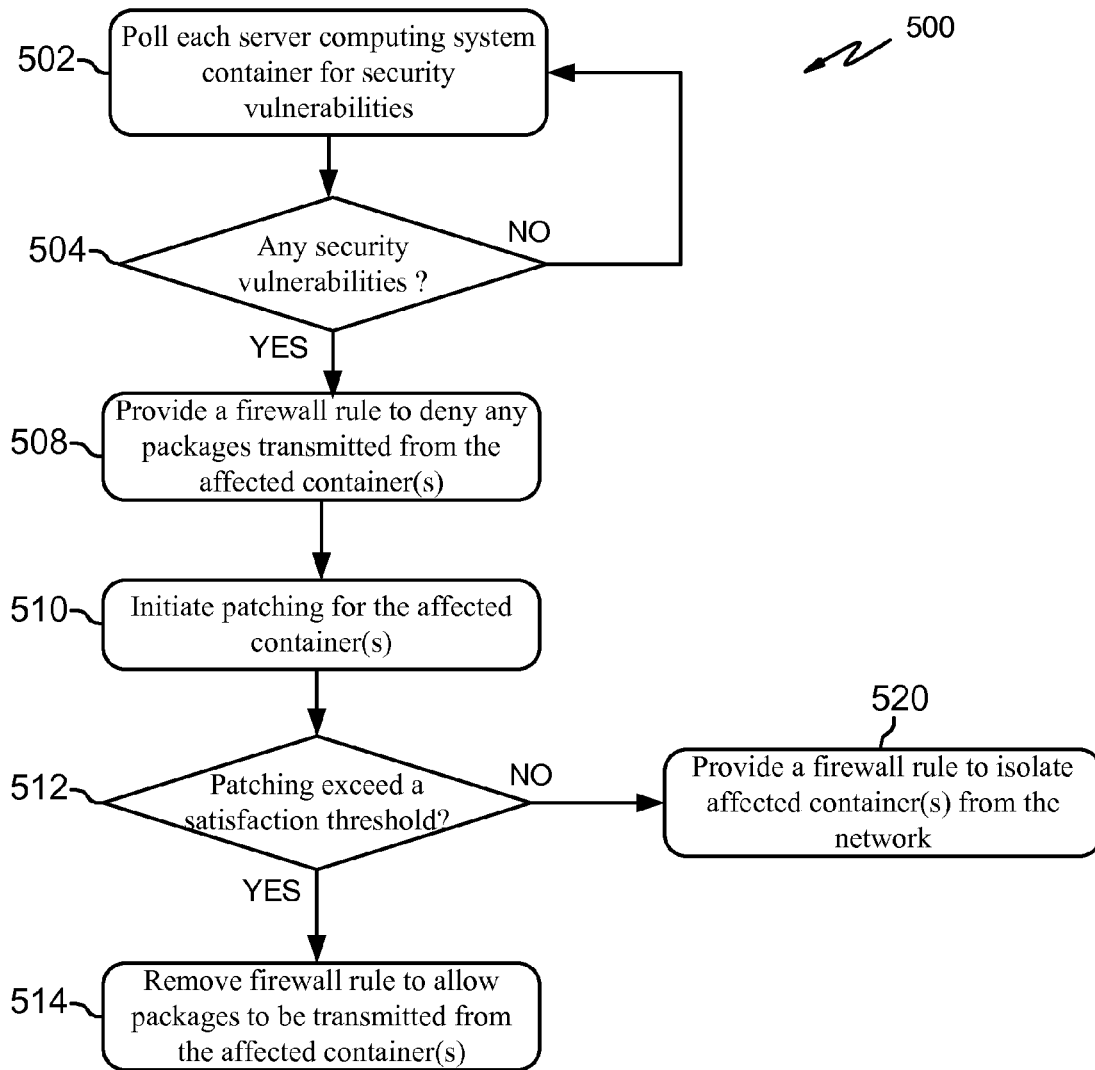 500
502
Poll each server computing system
container for security
vulnerabilities
504
Any security
vulnerabilities ?
NO
YES
508
Provide a firewall rule to deny any
packages transmitted from the
affected container(s)
510
Initiate patching for the affected
container(s)
512
Patching exceed a
satisfaction threshold?
NO
520
Provide a firewall rule to isolate
affected container(s) from the
network
YES
514
Remove firewall rule to allow
packages to be transmitted from
the affected container(s)